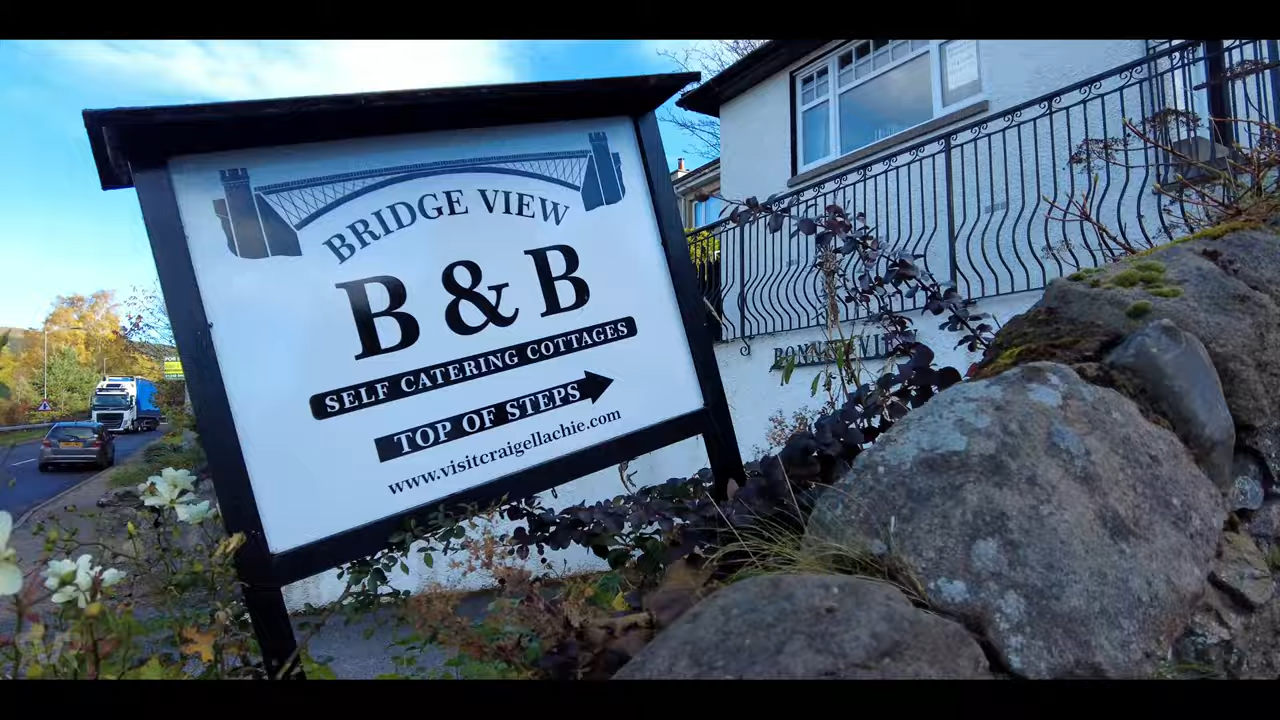 BRIDGE VIEW
B & B
SELF CATERING COTTAGES
TOP OF STEPS
www.visitcraigellachie.com